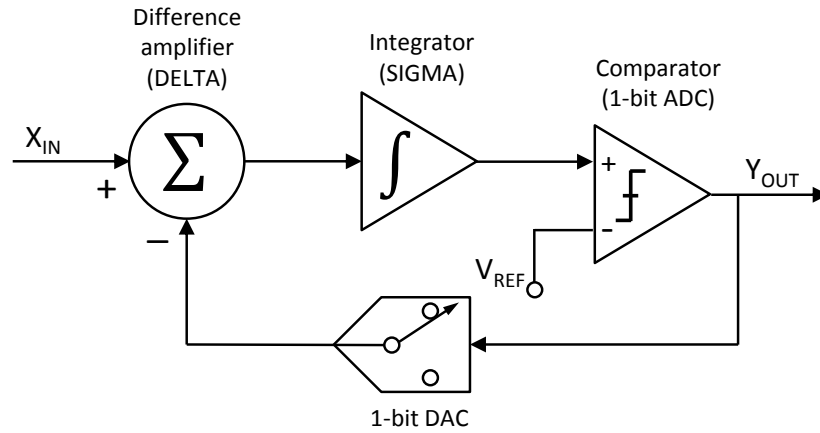 Difference
amplifier
(DELTA)
Integrator
(SIGMA)
Comparator
(1-bit ADC)
X_IN
+
Σ
∫
+
Y_OUT
−
-
V_REF
1-bit DAC